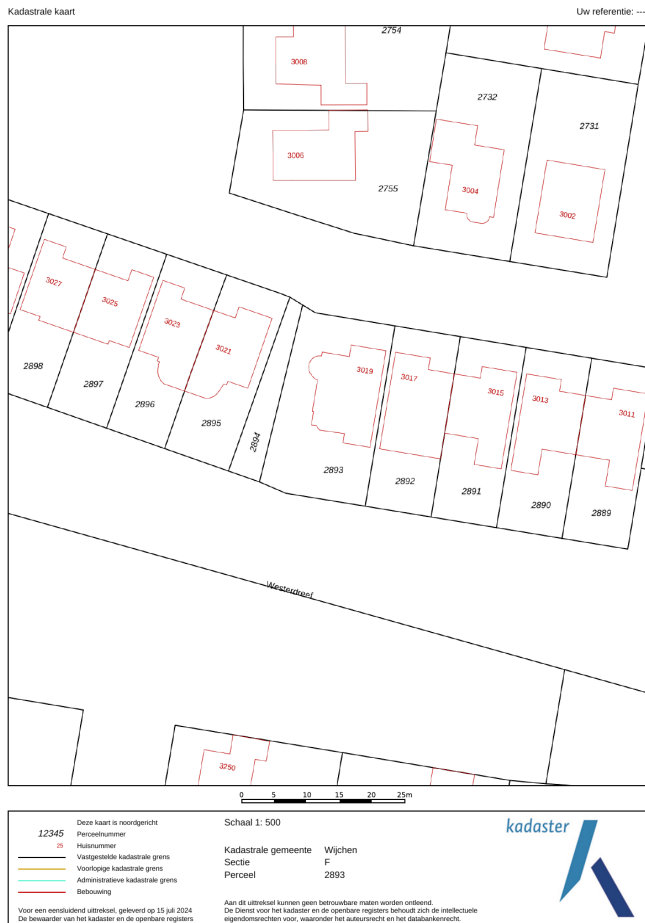 Kadastrale kaart
Uw referentie: ---
2754
3008
2732
2731
3006
2755
3004
3002
3027
3025
3023
3021
3019
3017
3015
3013
3011
2898
2897
2896
2895
2894
2893
2892
2891
2890
2889
Westerdreef
3250
0 5 10 15 20 25m
Deze kaart is noordgericht
12345 Perceelnummer
25 Huisnummer
Vastgestelde kadastrale grens
Voorlopige kadastrale grens
Administratieve kadastrale grens
Bebouwing
Voor een eensluidend uittreksel, geleverd op 15 juli 2024
De bewaarder van het kadaster en de openbare registers
Schaal 1: 500
Kadastrale gemeente Wijchen
Sectie F
Perceel 2893
Aan dit uittreksel kunnen geen betrouwbare maten worden ontleend.
De Dienst voor het kadaster en de openbare registers behoudt zich de intellectuele
eigendomsrechten voor, waaronder het auteursrecht en het databankenrecht.
kadaster